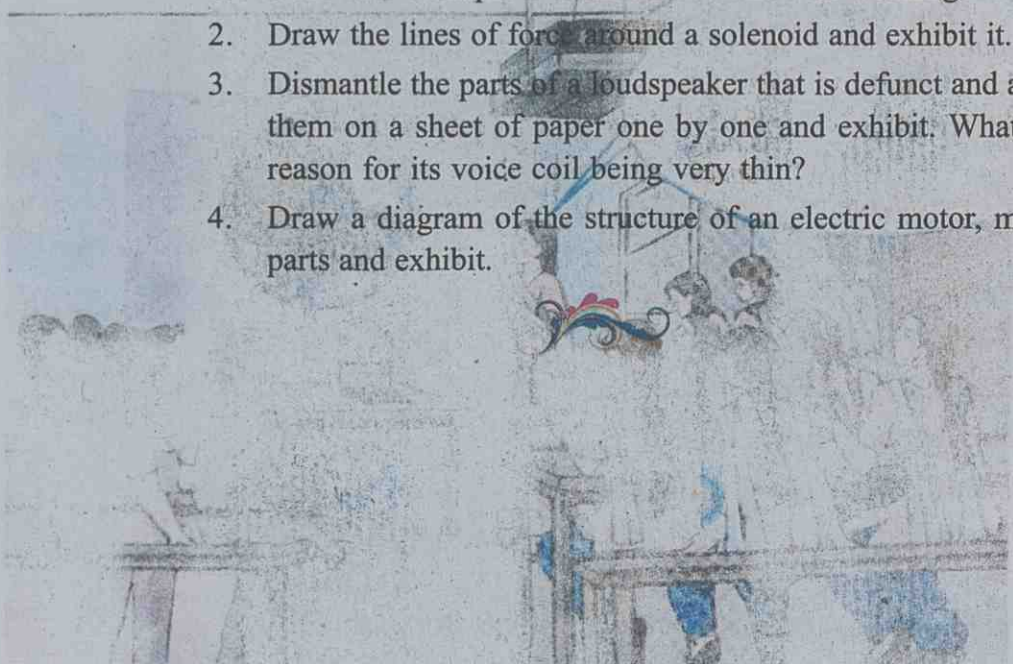 2. Draw the lines of force around a solenoid and exhibit it.
3. Dismantle the parts of a loudspeaker that is defunct and
them on a sheet of paper one by one and exhibit.
reason for its voice coil being very thin?
4. Draw a diagram of the structure of an electric motor,
parts and exhibit.